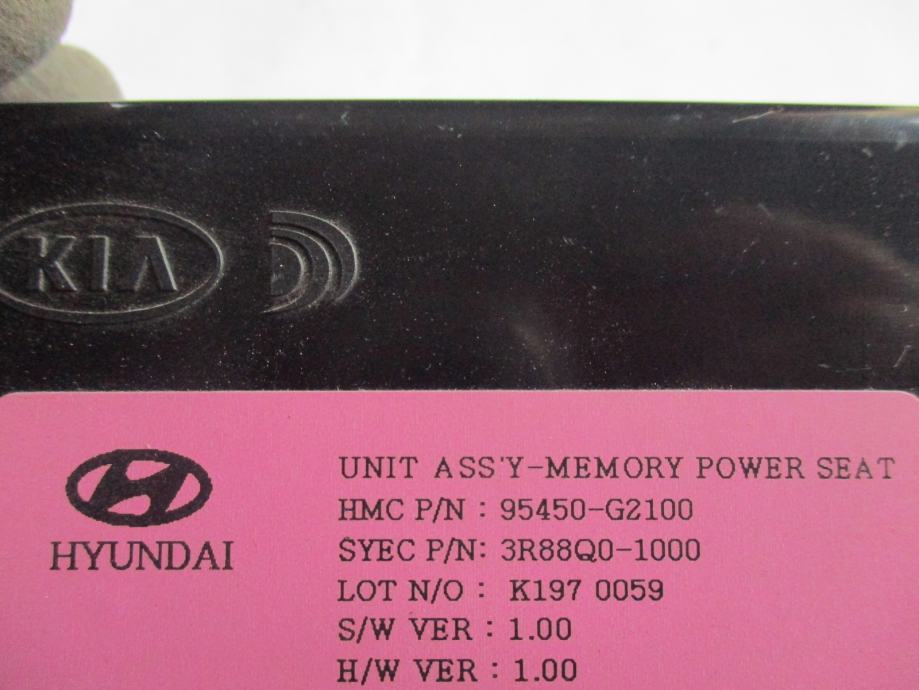 KIA
HYUNDAI
UNIT ASS'Y-MEMORY POWER SEAT
HMC P/N : 95450-G2100
SYEC P/N: 3R88Q0-1000
LOT N/O : K197 0059
S/W VER : 1.00
H/W VER : 1.00